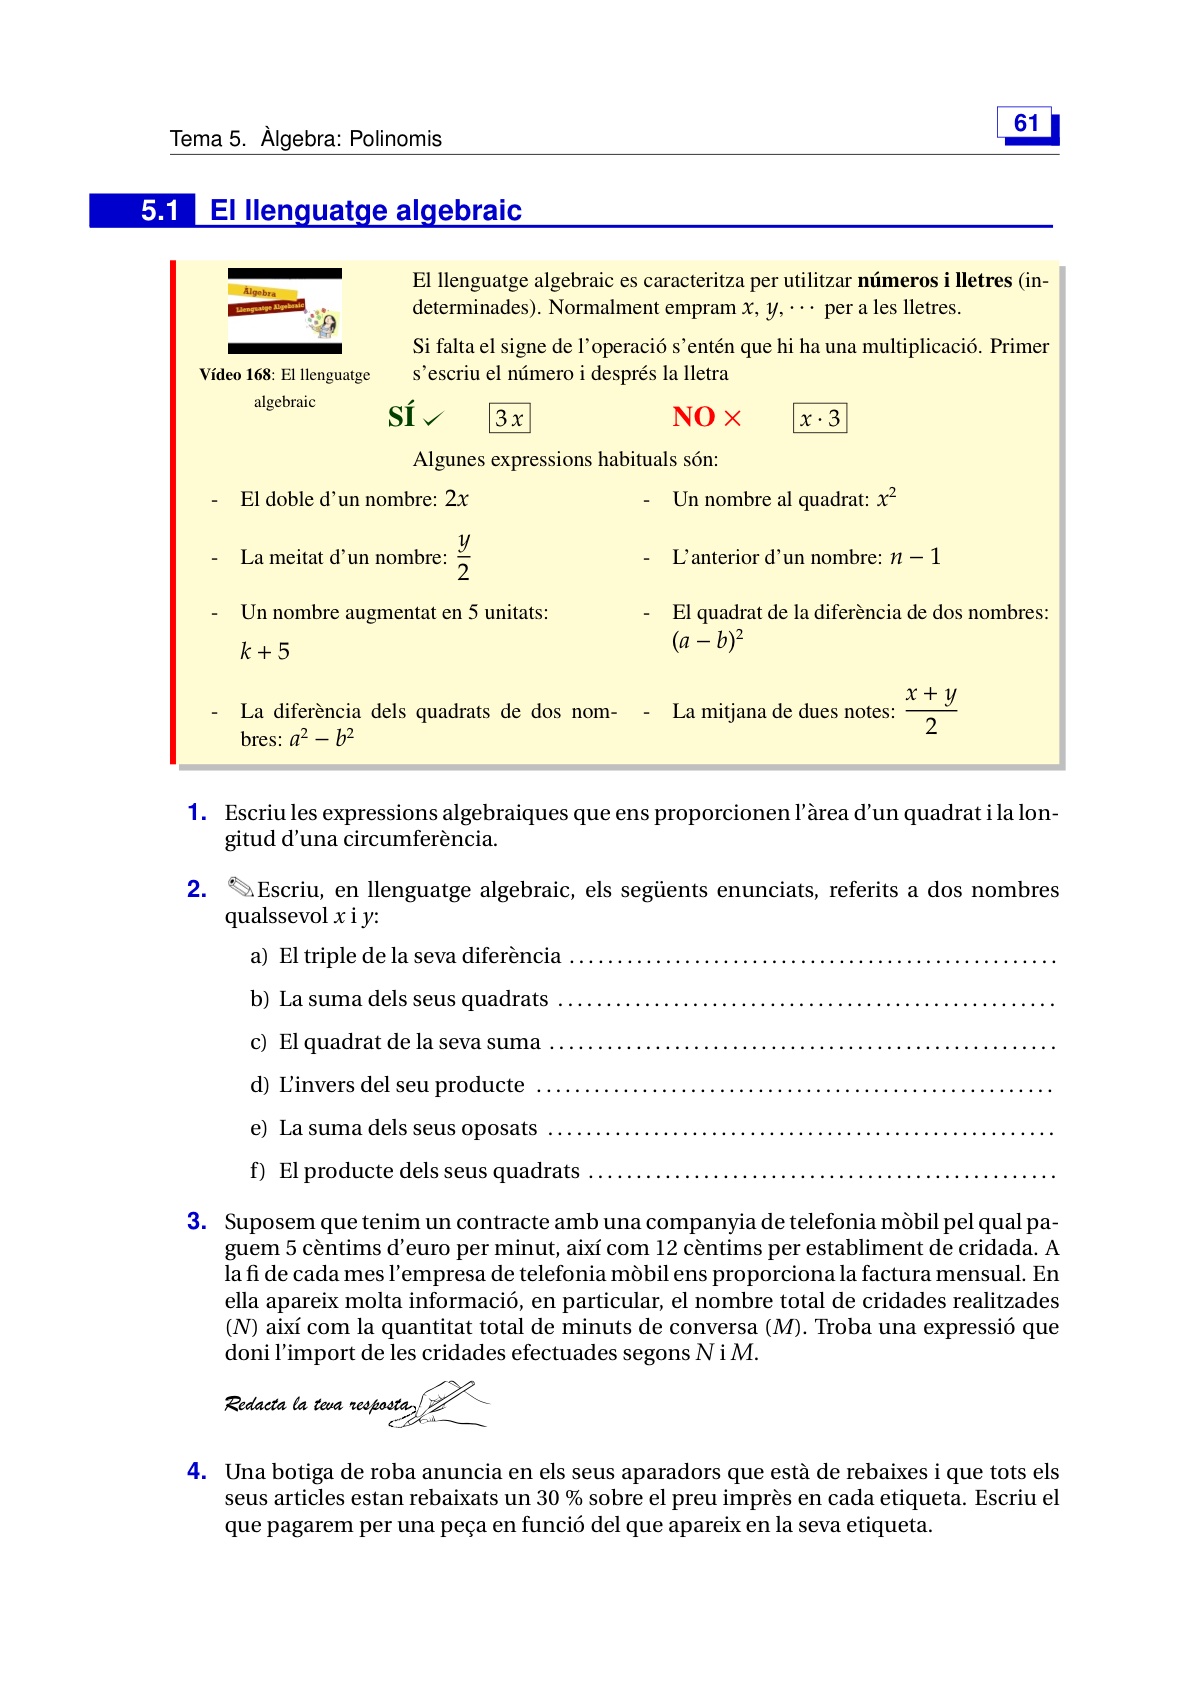 Tema 5. Àlgebra: Polinomis
61
5.1 El llenguatge algebraic
Àlgebra
Llenguatge Algebraic
Vídeo 168: El llenguatge
algebraic
El llenguatge algebraic es caracteritza per utilitzar números i lletres (in-
determinades). Normalment empram x, y, ··· per a les lletres.
Si falta el signe de l'operació s'entén que hi ha una multiplicació. Primer
s'escriu el número i després la lletra
SÍ ✓ 3 x NO × x · 3
Algunes expressions habituals són:
- El doble d'un nombre: 2x
- Un nombre al quadrat: x²
- La meitat d'un nombre: y/2
- L'anterior d'un nombre: n − 1
- Un nombre augmentat en 5 unitats:
k + 5
- El quadrat de la diferència de dos nombres:
(a − b)²
- La diferència dels quadrats de dos nom-
bres: a² − b²
- La mitjana de dues notes: (x + y)/2
1. Escriu les expressions algebraiques que ens proporcionen l'àrea d'un quadrat i la lon-
gitud d'una circumferència.
2. ✎Escriu, en llenguatge algebraic, els següents enunciats, referits a dos nombres
qualssevol x i y:
a) El triple de la seva diferència ....................................................
b) La suma dels seus quadrats ....................................................
c) El quadrat de la seva suma ....................................................
d) L'invers del seu producte ....................................................
e) La suma dels seus oposats ....................................................
f) El producte dels seus quadrats ....................................................
3. Suposem que tenim un contracte amb una companyia de telefonia mòbil pel qual pa-
guem 5 cèntims d'euro per minut, així com 12 cèntims per establiment de cridada. A
la fi de cada mes l'empresa de telefonia mòbil ens proporciona la factura mensual. En
ella apareix molta informació, en particular, el nombre total de cridades realitzades
(N) així com la quantitat total de minuts de conversa (M). Troba una expressió que
doni l'import de les cridades efectuades segons N i M.
Redacta la teva resposta
4. Una botiga de roba anuncia en els seus aparadors que està de rebaixes i que tots els
seus articles estan rebaixats un 30 % sobre el preu imprès en cada etiqueta. Escriu el
que pagarem per una peça en funció del que apareix en la seva etiqueta.